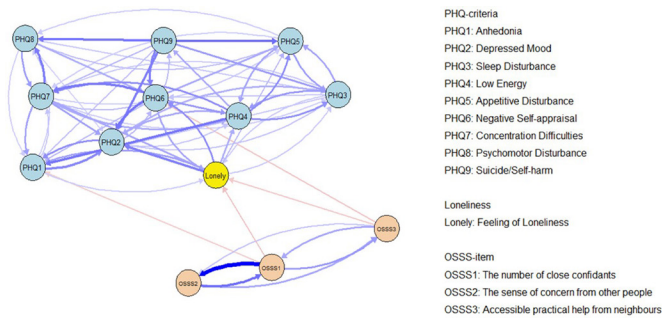 PHQ8
PHQ9
PHQ5
PHQ7
PHQ6
PHQ3
PHQ4
PHQ2
PHQ1
Lonely
OSSS3
OSSS1
OSSS2
PHQ-criteria
PHQ1: Anhedonia
PHQ2: Depressed Mood
PHQ3: Sleep Disturbance
PHQ4: Low Energy
PHQ5: Appetitive Disturbance
PHQ6: Negative Self-appraisal
PHQ7: Concentration Difficulties
PHQ8: Psychomotor Disturbance
PHQ9: Suicide/Self-harm
Loneliness
Lonely: Feeling of Loneliness
OSSS-item
OSSS1: The number of close confidants
OSSS2: The sense of concern from other people
OSSS3: Accessible practical help from neighbours